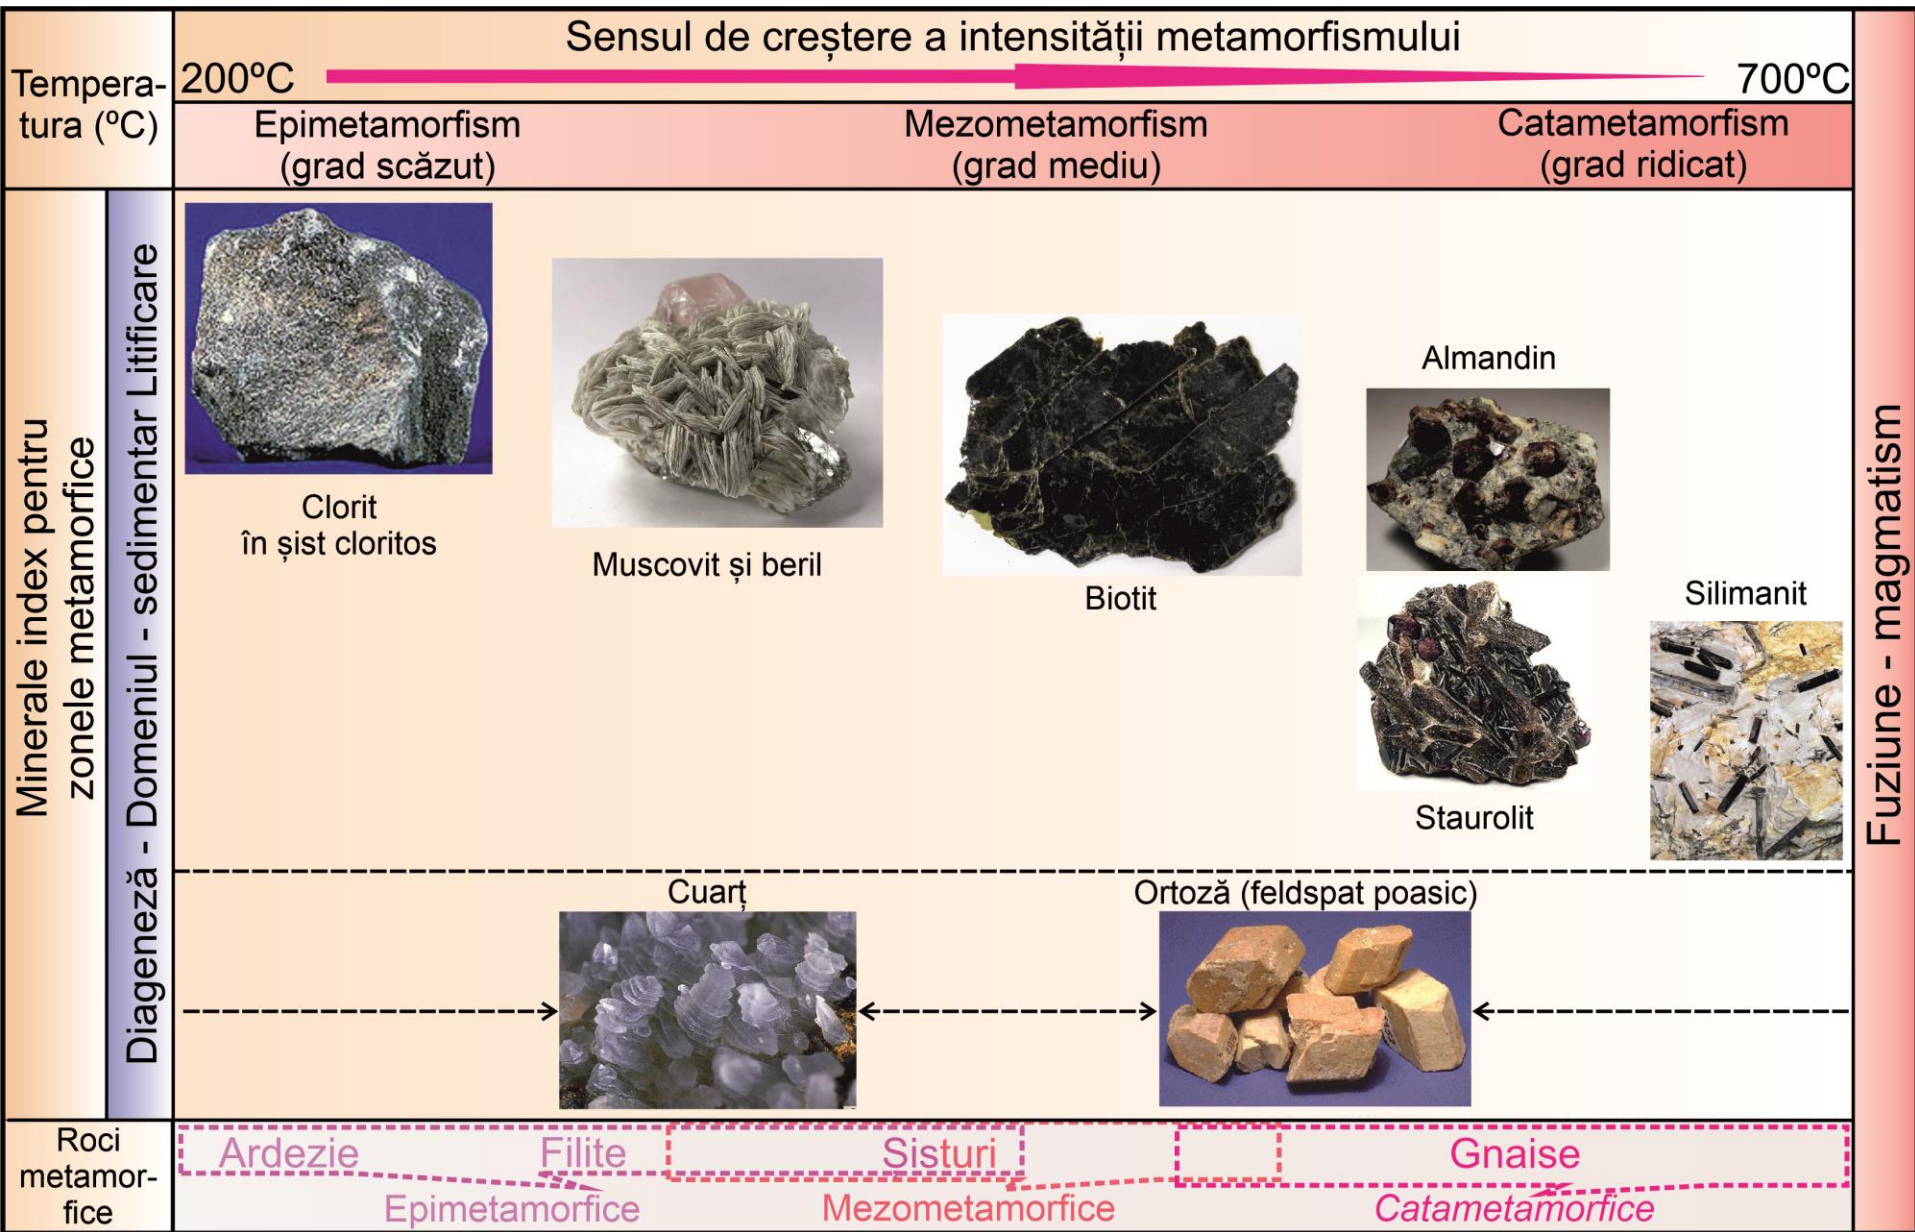 Sensul de creștere a intensității metamorfismului
Tempera-
tura (ºC)
200ºC
700ºC
Epimetamorfism
(grad scăzut)
Mezometamorfism
(grad mediu)
Catametamorfism
(grad ridicat)
Minerale index pentru
zonele metamorfice
Diageneză - Domeniul - sedimentar Litificare
Clorit
în șist cloritos
Muscovit și beril
Biotit
Almandin
Staurolit
Silimanit
Fuziune - magmatism
Cuarț
Ortoză (feldspat poasic)
Roci
metamor-
fice
Ardezie
Filite
Sisturi
Gnaise
Epimetamorfice
Mezometamorfice
Catametamorfice